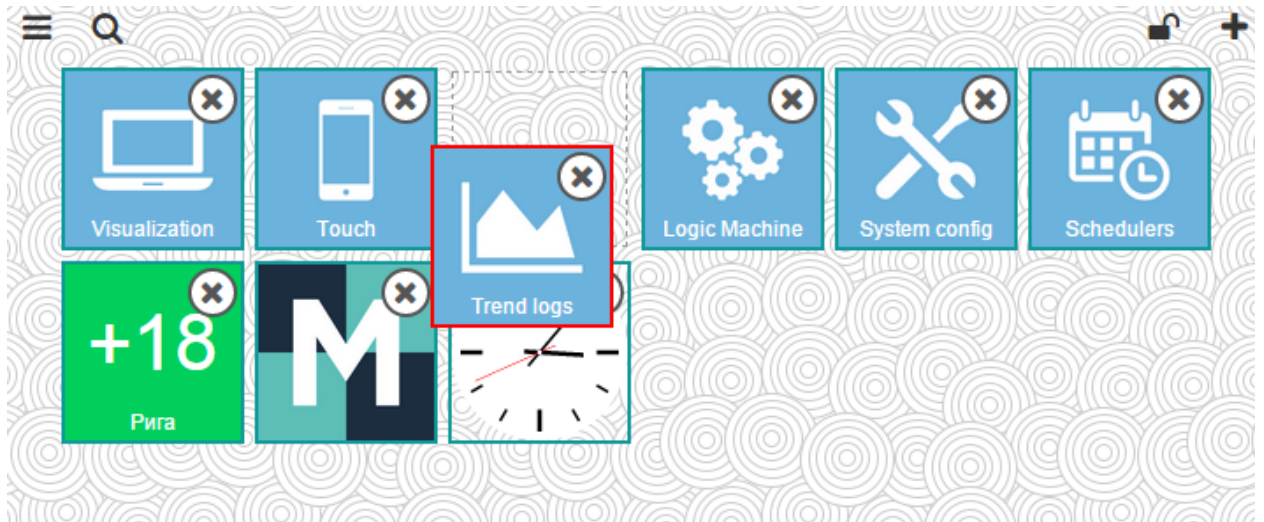 Visualization
Touch
Trend logs
Logic Machine
System config
Schedulers
+18
Рига
M